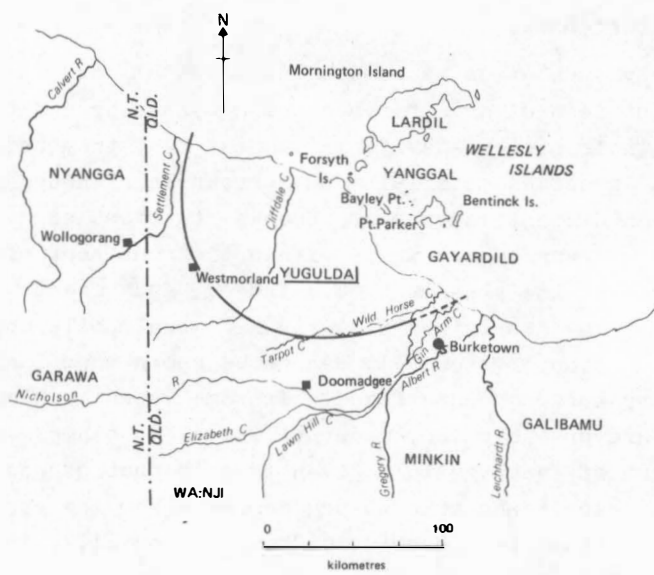 N
Mornington Island
Calvert R
N.T.
QLD.
LARDIL
WELLESLY
ISLANDS
Forsyth
Is.
YANGGAL
NYANGGA
Settlement C
Cliffdale C
Bayley Pt.
Bentinck Is.
Pt.Parker
Wollogorang
GAYARDILD
Westmorland
YUGULDA
Wild Horse C
Tarpot C
Gin Arm C
Burketown
GARAWA
R
Doomadgee
Albert R
Nicholson
N.T.
QLD.
Elizabeth C
Lawn Hill C
GALIBAMU
Gregory R
MINKIN
Leichhardt R
WA:NJI
0
100
kilometres